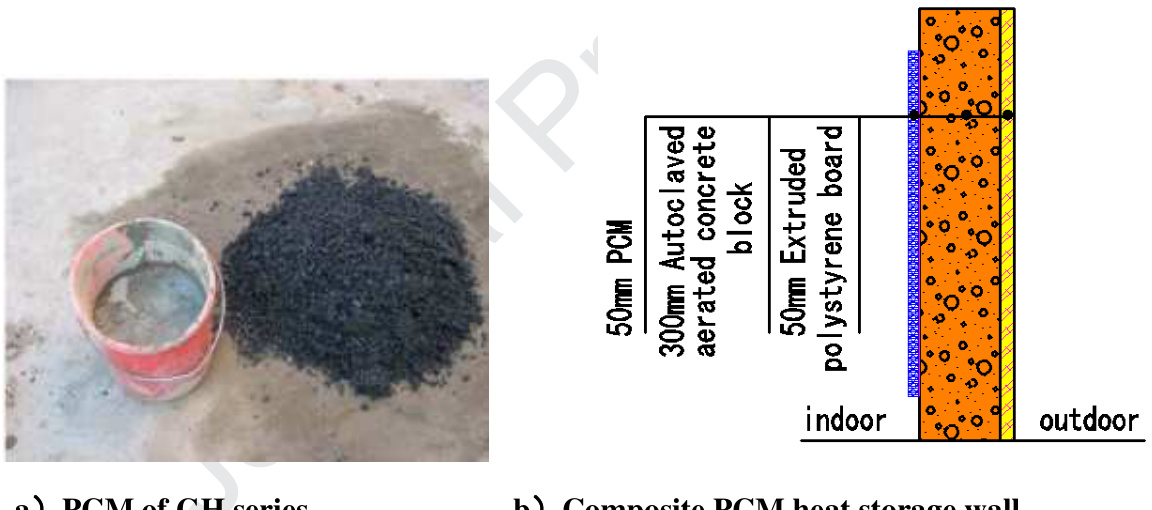 50mm PCM
300mm Autoclaved
aerated concrete
block
50mm Extruded
polystyrene board
indoor
outdoor
a）PCM of GH series
b）Composite PCM heat storage wall